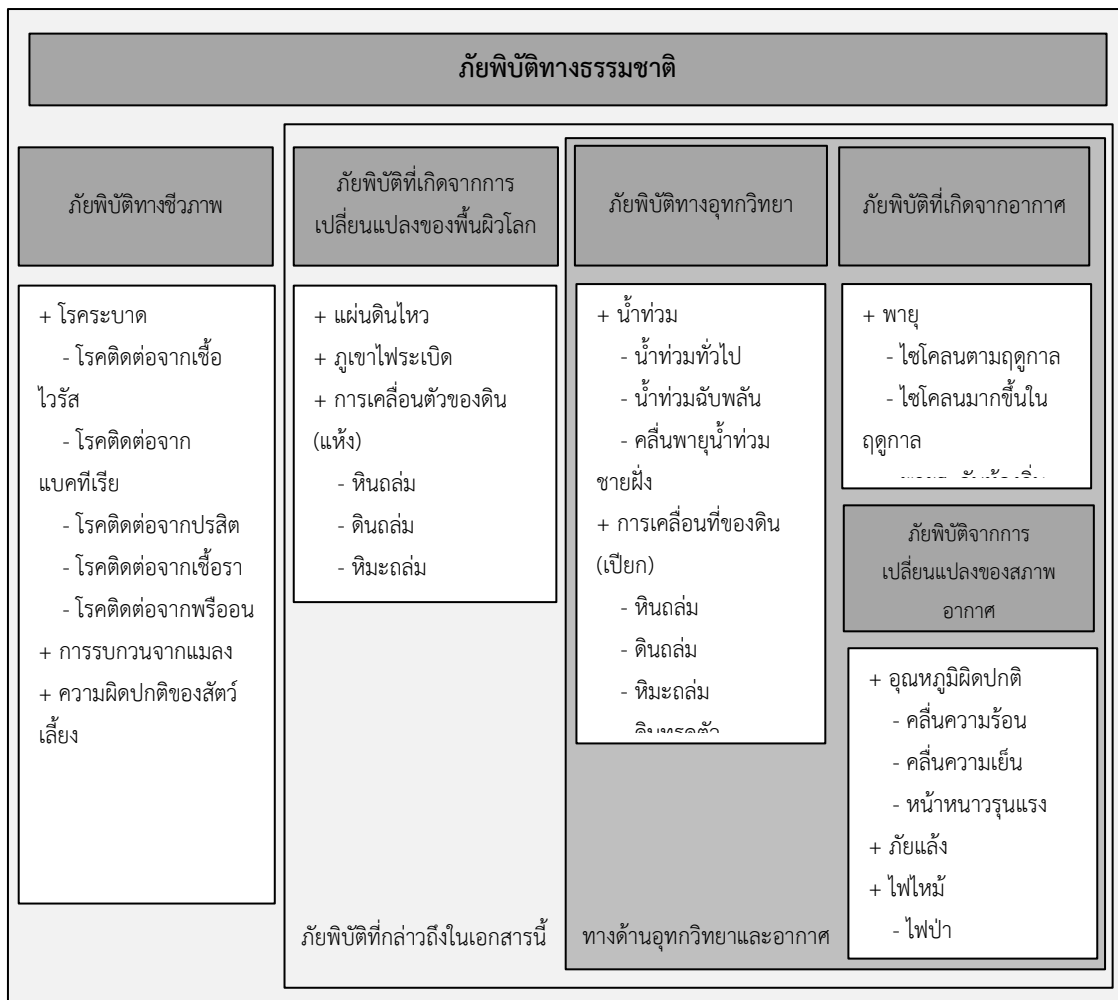 ภัยพิบัติทางธรรมชาติ
ภัยพิบัติทางชีวภาพ
+ โรคระบาด
- โรคติดต่อจากเชื้อ
ไวรัส
- โรคติดต่อจาก
แบคทีเรีย
- โรคติดต่อจากปรสิต
- โรคติดต่อจากเชื้อรา
- โรคติดต่อจากพรีออน
+ การรบกวนจากแมลง
+ ความผิดปกติของสัตว์
เลี้ยง
ภัยพิบัติที่เกิดจากการ
เปลี่ยนแปลงของพื้นผิวโลก
+ แผ่นดินไหว
+ ภูเขาไฟระเบิด
+ การเคลื่อนตัวของดิน
(แห้ง)
- หินถล่ม
- ดินถล่ม
- หิมะถล่ม
ภัยพิบัติที่กล่าวถึงในเอกสารนี้
ภัยพิบัติทางอุทกวิทยา
+ น้ำท่วม
- น้ำท่วมทั่วไป
- น้ำท่วมฉับพลัน
- คลื่นพายุน้ำท่วม
ชายฝั่ง
+ การเคลื่อนที่ของดิน
(เปียก)
- หินถล่ม
- ดินถล่ม
- หิมะถล่ม
ทางด้านอุทกวิทยาและอากาศ
ภัยพิบัติที่เกิดจากอากาศ
+ พายุ
- ไซโคลนตามฤดูกาล
- ไซโคลนมากขึ้นใน
ฤดูกาล
ภัยพิบัติจากการ
เปลี่ยนแปลงของสภาพ
อากาศ
+ อุณหภูมิผิดปกติ
- คลื่นความร้อน
- คลื่นความเย็น
- หน้าหนาวรุนแรง
+ ภัยแล้ง
+ ไฟไหม้
- ไฟป่า